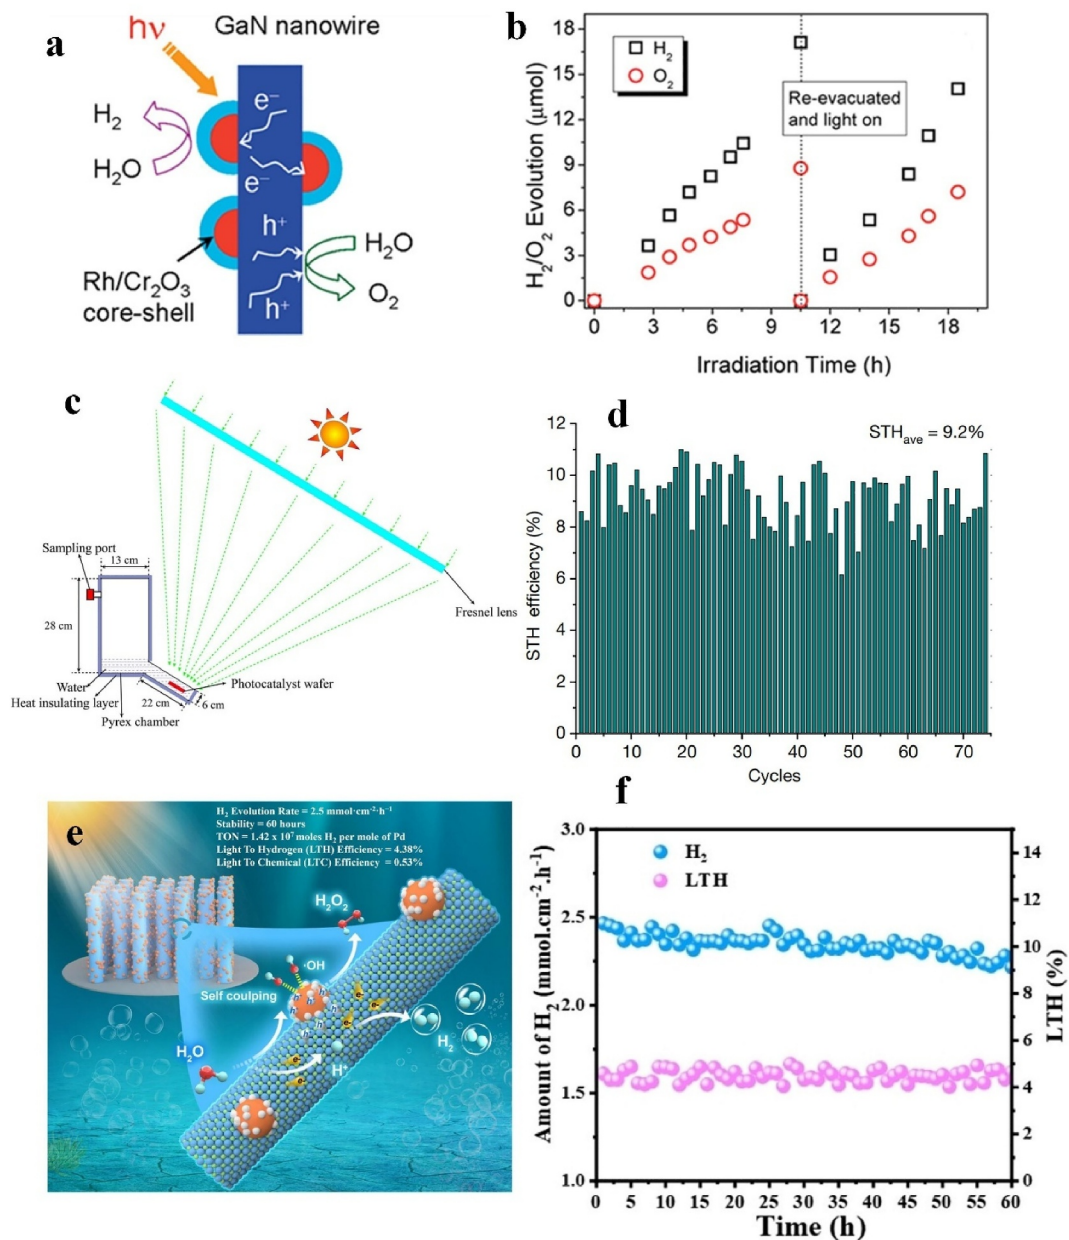 a
hν
GaN nanowire
H₂
H₂O
e⁻
e⁻
h⁺
h⁺
H₂O
O₂
Rh/Cr₂O₃
core-shell
b
H₂
O₂
Re-evacuated
and light on
H₂/O₂ Evolution (μmol)
18
15
12
9
6
3
0
0 3 6 9 12 15 18
Irradiation Time (h)
c
Sampling port
13 cm
28 cm
Fresnel lens
Water
Heat insulating layer
Pyrex chamber
22 cm
6 cm
Photocatalyst wafer
d
STHave = 9.2%
STH efficiency (%)
12
10
8
6
4
2
0
0 10 20 30 40 50 60 70
Cycles
e
H₂ Evolution Rate = 2.5 mmol·cm⁻²·h⁻¹
Stability = 60 hours
TON = 1.42 x 10⁷ moles H₂ per mole of Pd
Light To Hydrogen (LTH) Efficiency = 4.38%
Light To Chemical (LTC) Efficiency = 0.53%
H₂O₂
·OH
Self coulping
H₂O
H⁺
H₂
f
H₂
LTH
Amount of H₂ (mmol.cm⁻².h⁻¹)
3.0
2.5
2.0
1.5
1.0
LTH (%)
14
12
10
8
6
4
2
0
0 5 10 15 20 25 30 35 40 45 50 55 60
Time (h)